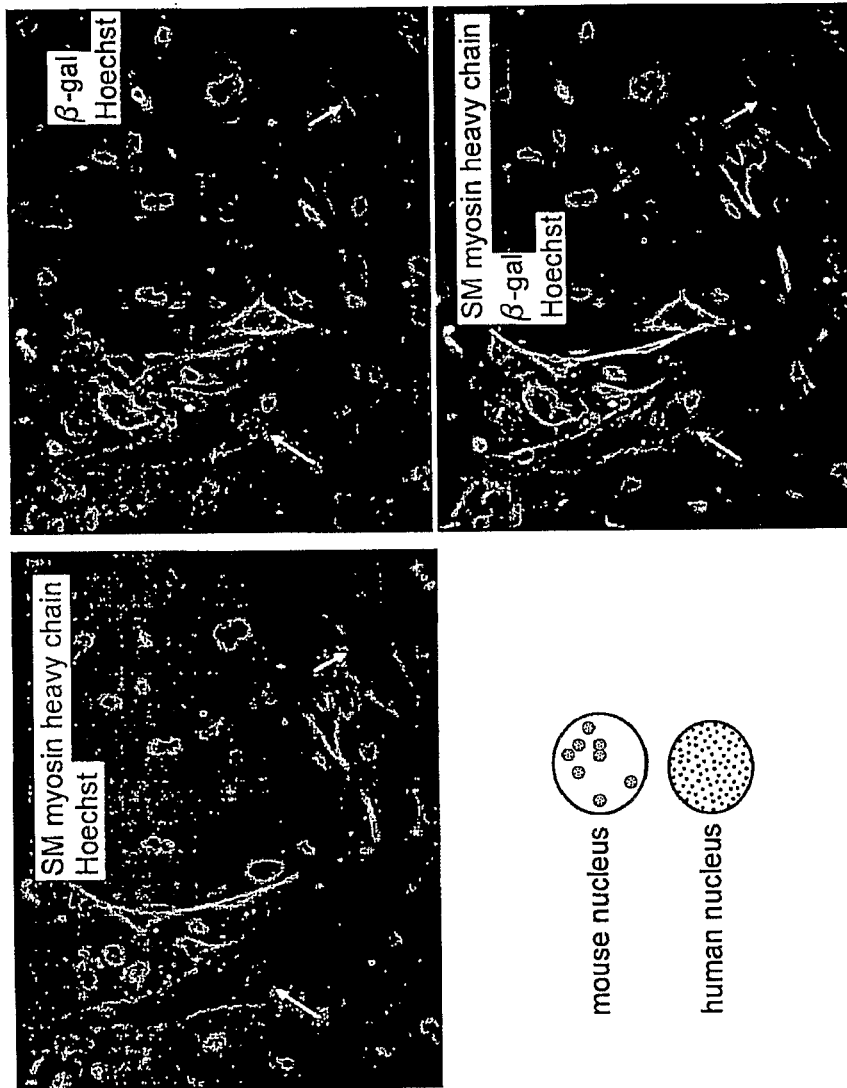 SM myosin heavy chain
Hoechst
β-gal
Hoechst
SM myosin heavy chain
β-gal
Hoechst
mouse nucleus
human nucleus